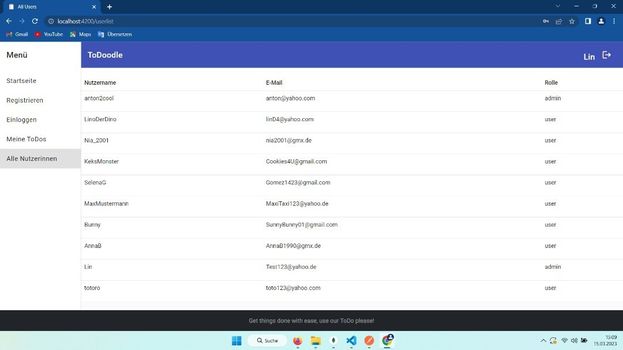 All Users
localhost:4200/userlist
Gmail YouTube Maps Übersetzen
Menü
ToDoodle
Lin
Startseite
Registrieren
Einloggen
Meine ToDos
Alle Nutzerinnen
Nutzername E-Mail Rolle
anton2cool anton@yahoo.com admin
LinoDerDino linD4@yahoo.com user
Nia_2001 nia2001@gmx.de user
KeksMonster Cookies4U@gmail.com user
SelenaG Gomez1423@gmail.com user
MaxMustermann MaxiTaxi123@yahoo.de user
Bunny SunnyBunny01@gmail.com user
AnnaB AnnaB1990@gmx.de user
Lin Test123@yahoo.de admin
totoro toto123@yahoo.com user
Get things done with ease, use our ToDo please!
Suche
15:09
15.03.2023